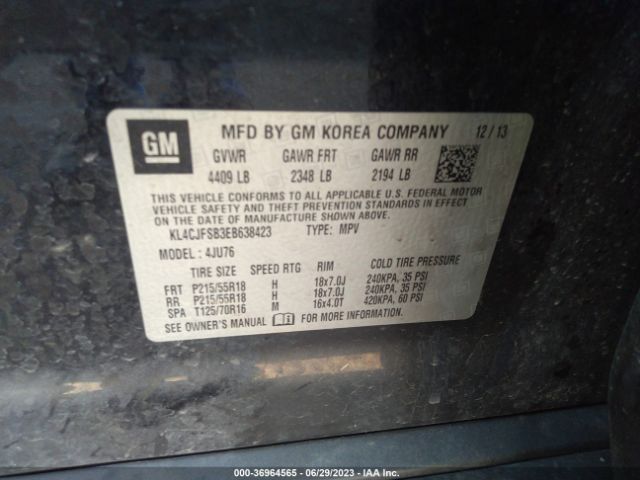 GM
MFD BY GM KOREA COMPANY 12/13
GVWR GAWR FRT GAWR RR
4409 LB 2348 LB 2194 LB
THIS VEHICLE CONFORMS TO ALL APPLICABLE U.S. FEDERAL MOTOR
VEHICLE SAFETY AND THEFT PREVENTION STANDARDS IN EFFECT ON
THE DATE OF MANUFACTURE SHOWN ABOVE.
KL4CJFSB3EB638423 TYPE: MPV
MODEL: 4JU76
TIRE SIZE SPEED RTG RIM COLD TIRE PRESSURE
FRT P215/55R18 H 18x7.0J 240KPA, 35 PSI
RR P215/55R18 H 18x7.0J 240KPA, 35 PSI
SPA T125/70R16 M 16x4.0T 420KPA, 60 PSI
SEE OWNER'S MANUAL FOR MORE INFORMATION.
000-36964565 / 06/29/2023 / IAA Inc.